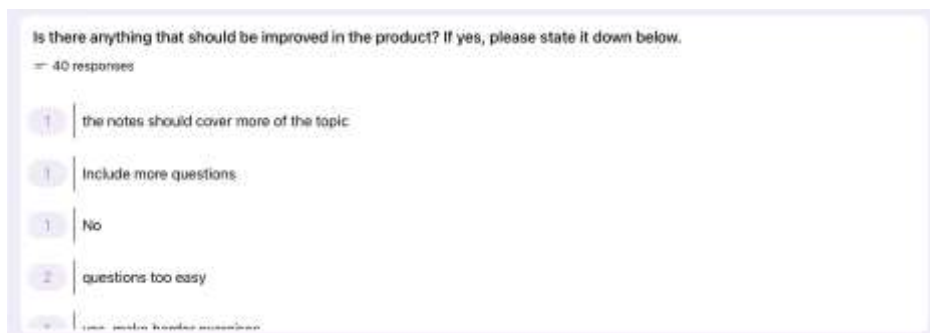 Is there anything that should be improved in the product? If yes, please state it down below.
40 responses
1 the notes should cover more of the topic
1 Include more questions
1 No
2 questions too easy